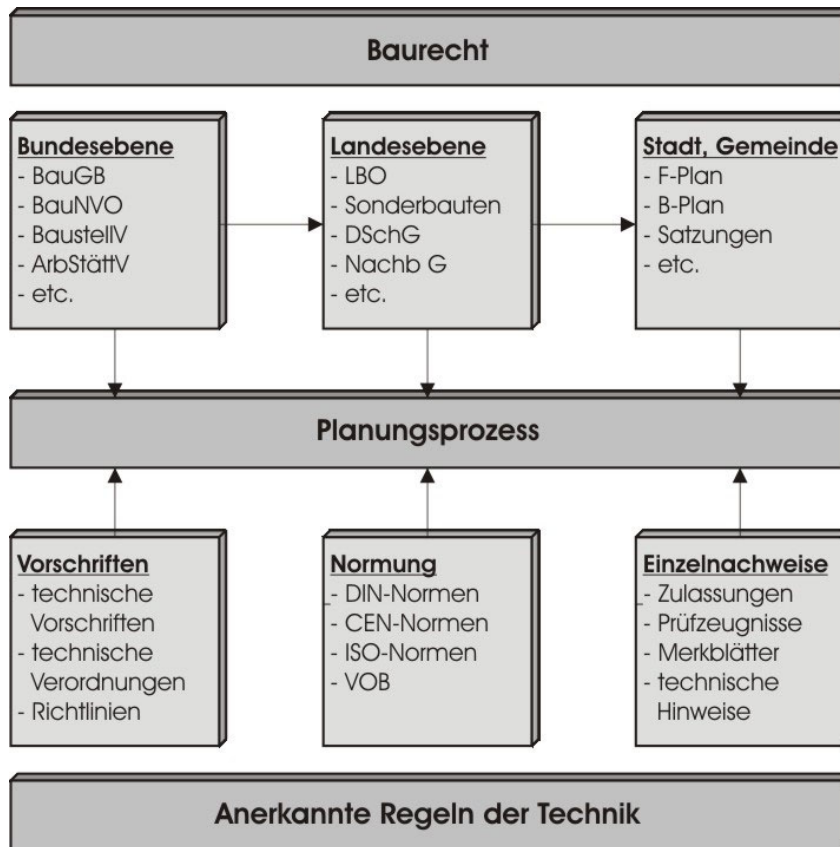 Baurecht
Bundesebene
- BauGB
- BauNVO
- BaustellV
- ArbStättV
- etc.
Landesebene
- LBO
- Sonderbauten
- DSchG
- Nachb G
- etc.
Stadt, Gemeinde
- F-Plan
- B-Plan
- Satzungen
- etc.
Planungsprozess
Vorschriften
- technische
Vorschriften
- technische
Verordnungen
- Richtlinien
Normung
- DIN-Normen
- CEN-Normen
- ISO-Normen
- VOB
Einzelnachweise
- Zulassungen
- Prüfzeugnisse
- Merkblätter
- technische
Hinweise
Anerkannte Regeln der Technik